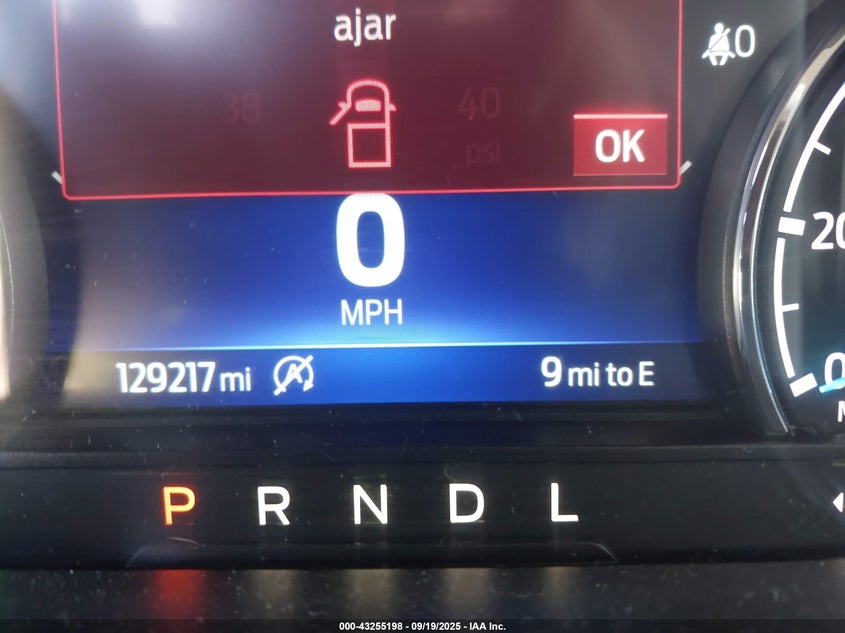 ajar
0
38
40
psi
OK
20
0
MPH
129217 mi
9 mi to E
0
P R N D L
000-43255198 - 09/19/2025 - IAA Inc.